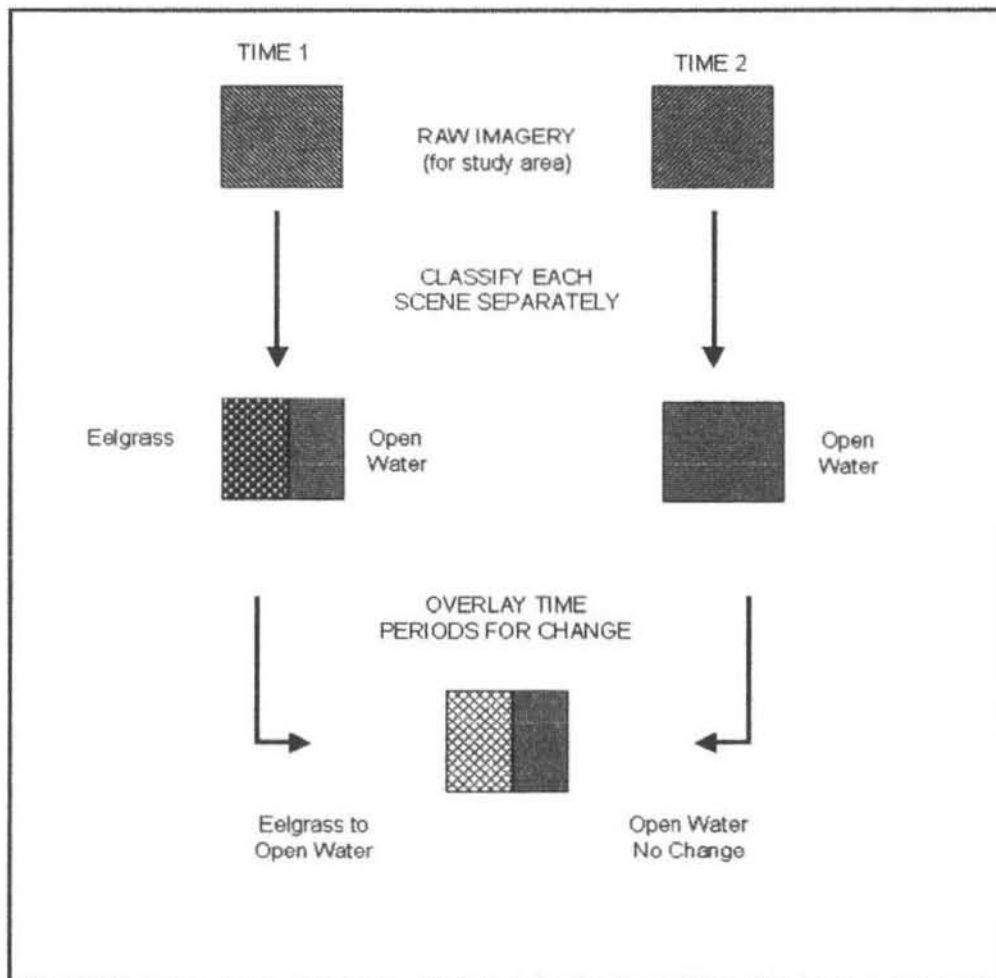 TIME 1
TIME 2
RAW IMAGERY
(for study area)
CLASSIFY EACH
SCENE SEPARATELY
Eelgrass
Open
Water
Open
Water
OVERLAY TIME
PERIODS FOR CHANGE
Eelgrass to
Open Water
Open Water
No Change